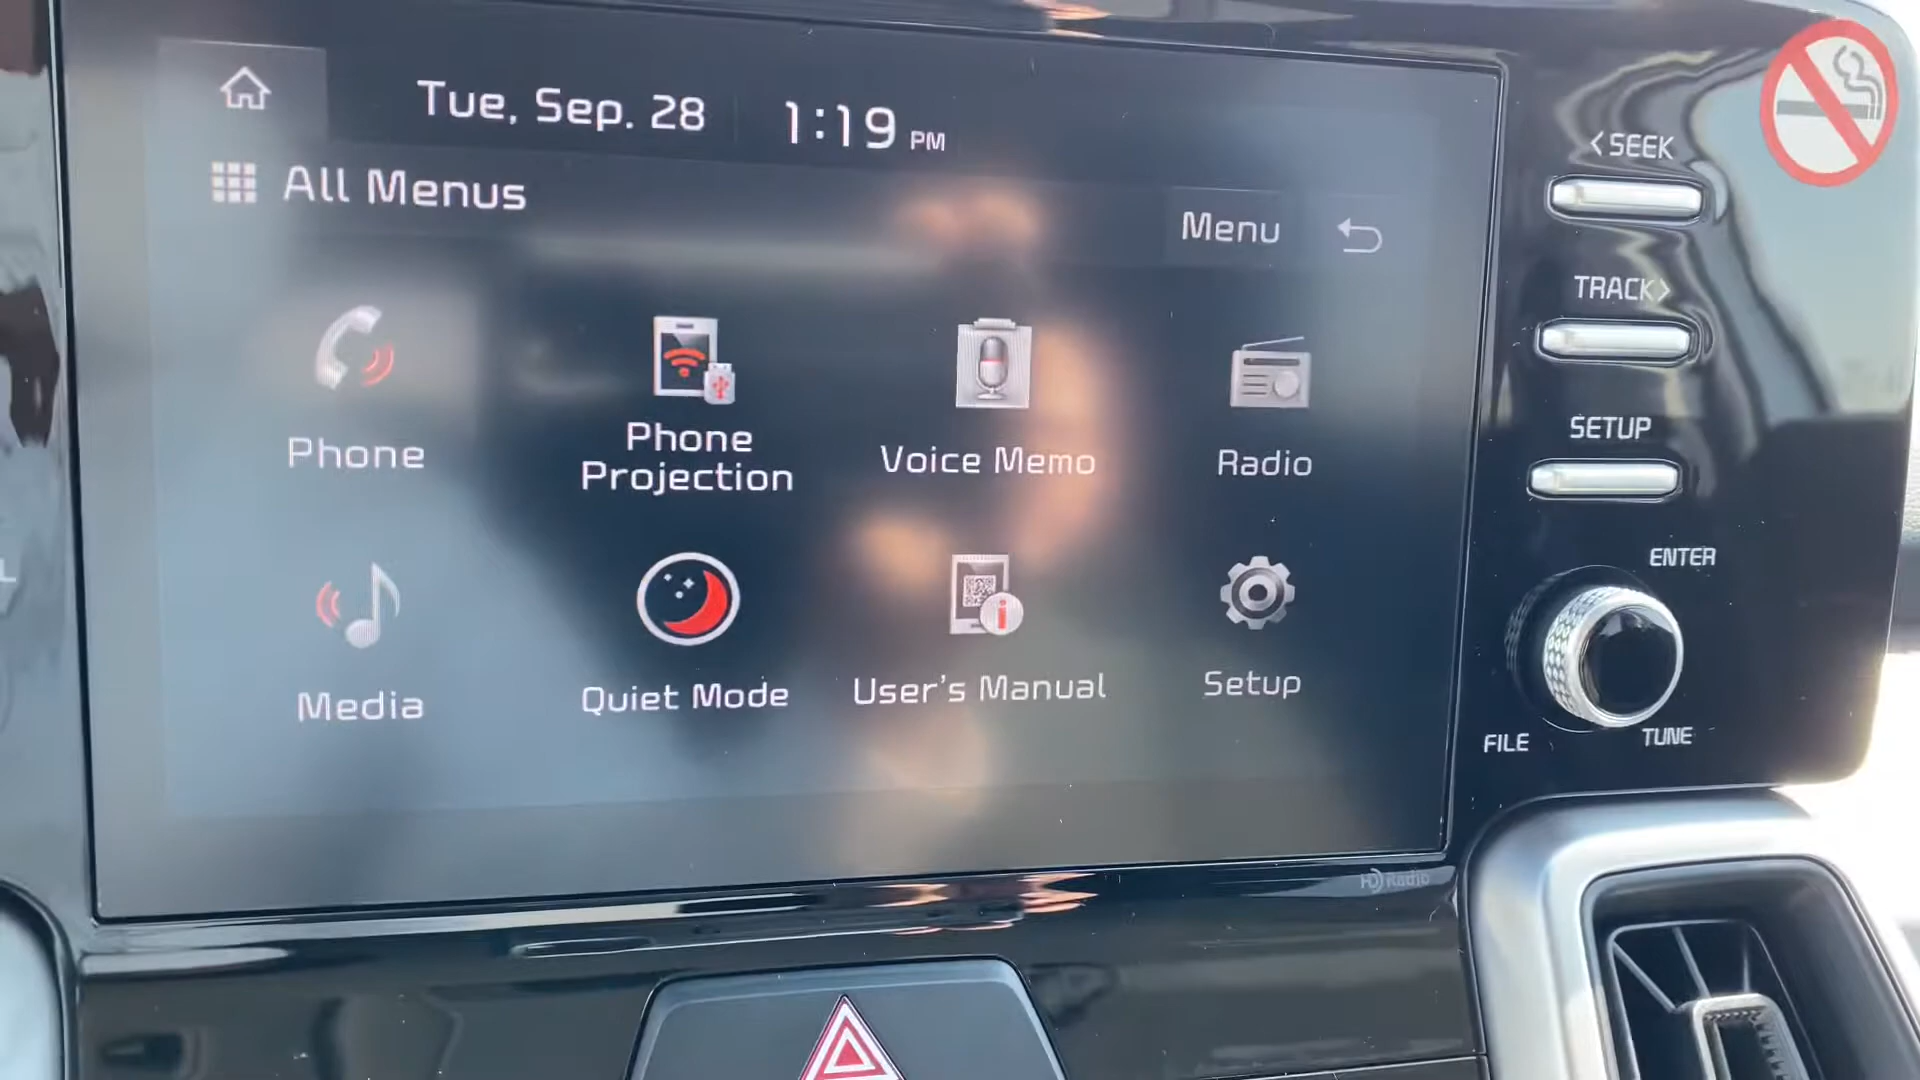 Tue, Sep. 28 1:19 PM
All Menus
Menu
Phone
Phone
Projection
Voice Memo
Radio
Media
Quiet Mode
User's Manual
Setup
< SEEK
TRACK >
SETUP
ENTER
FILE
TUNE
HD Radio